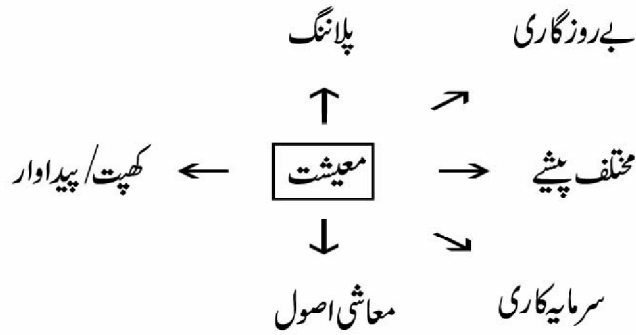 بے روزگاری
پلاننگ
مختلف پیشے
معیشت
کھپت/پیداوار
سرمایہ کاری
معاشی اصول